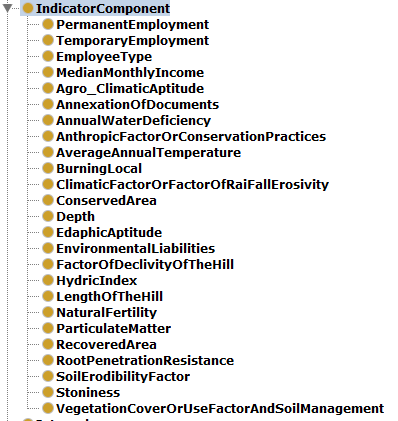 IndicatorComponent
PermanentEmployment
TemporaryEmployment
EmployeeType
MedianMonthlyIncome
Agro_ClimaticAptitude
AnnexationOfDocuments
AnnualWaterDeficiency
AnthropicFactorOrConservationPractices
AverageAnnualTemperature
BurningLocal
ClimaticFactorOrFactorOfRaiFallErosivity
ConservedArea
Depth
EdaphicAptitude
EnvironmentalLiabilities
FactorOfDeclivityOfTheHill
HydricIndex
LengthOfTheHill
NaturalFertility
ParticulateMatter
RecoveredArea
RootPenetrationResistance
SoilErodibilityFactor
Stoniness
VegetationCoverOrUseFactorAndSoilManagement